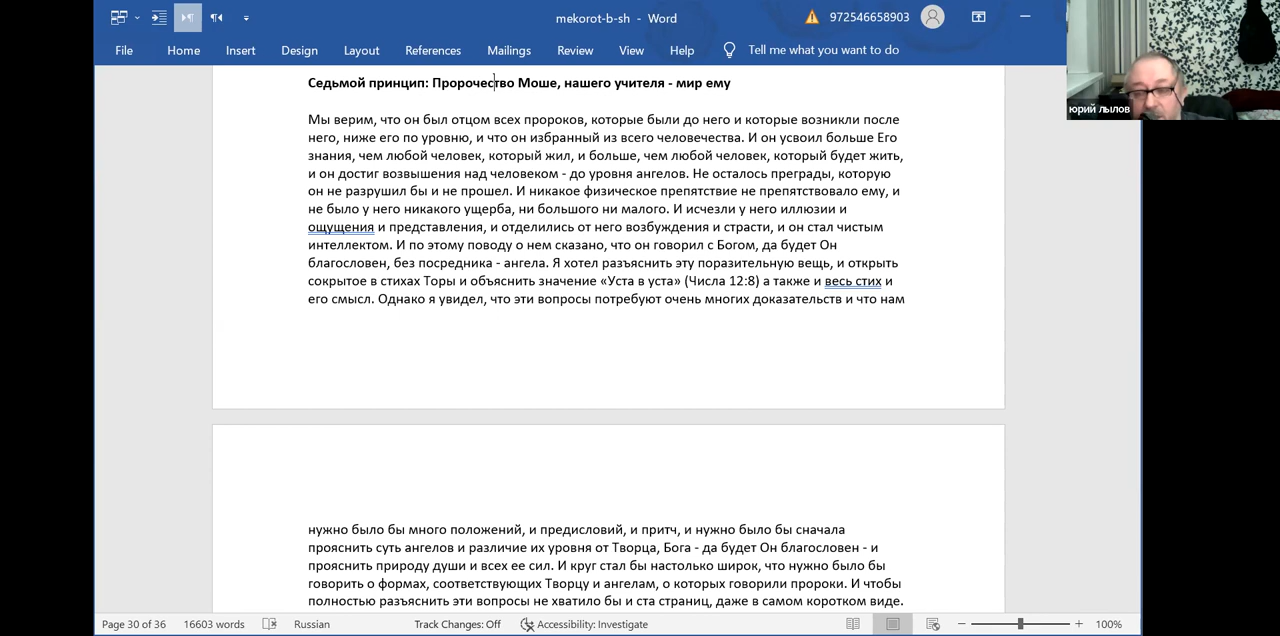 mekorot-b-sh - Word
972546658903
File Home Insert Design Layout References Mailings Review View Help Tell me what you want to do
юрий лылов
Седьмой принцип: Пророчество Моше, нашего учителя - мир ему
Мы верим, что он был отцом всех пророков, которые были до него и которые возникли после
него, ниже его по уровню, и что он избранный из всего человечества. И он усвоил больше Его
знания, чем любой человек, который жил, и больше, чем любой человек, который будет жить,
и он достиг возвышения над человеком - до уровня ангелов. Не осталось преграды, которую
он не разрушил бы и не прошел. И никакое физическое препятствие не препятствовало ему, и
не было у него никакого ущерба, ни большого ни малого. И исчезли у него иллюзии и
ощущения и представления, и отделились от него возбуждения и страсти, и он стал чистым
интеллектом. И по этому поводу о нем сказано, что он говорил с Богом, да будет Он
благословен, без посредника - ангела. Я хотел разъяснить эту поразительную вещь, и открыть
сокрытое в стихах Торы и объяснить значение «Уста в уста» (Числа 12:8) а также и весь стих и
его смысл. Однако я увидел, что эти вопросы потребуют очень многих доказательств и что нам
нужно было бы много положений, и предисловий, и притч, и нужно было бы сначала
прояснить суть ангелов и различие их уровня от Творца, Бога - да будет Он благословен - и
прояснить природу души и всех ее сил. И круг стал бы настолько широк, что нужно было бы
говорить о формах, соответствующих Творцу и ангелам, о которых говорили пророки. И чтобы
полностью разъяснить эти вопросы не хватило бы и ста страниц, даже в самом коротком виде.
Page 30 of 36 16603 words Russian Track Changes: Off Accessibility: Investigate 100%